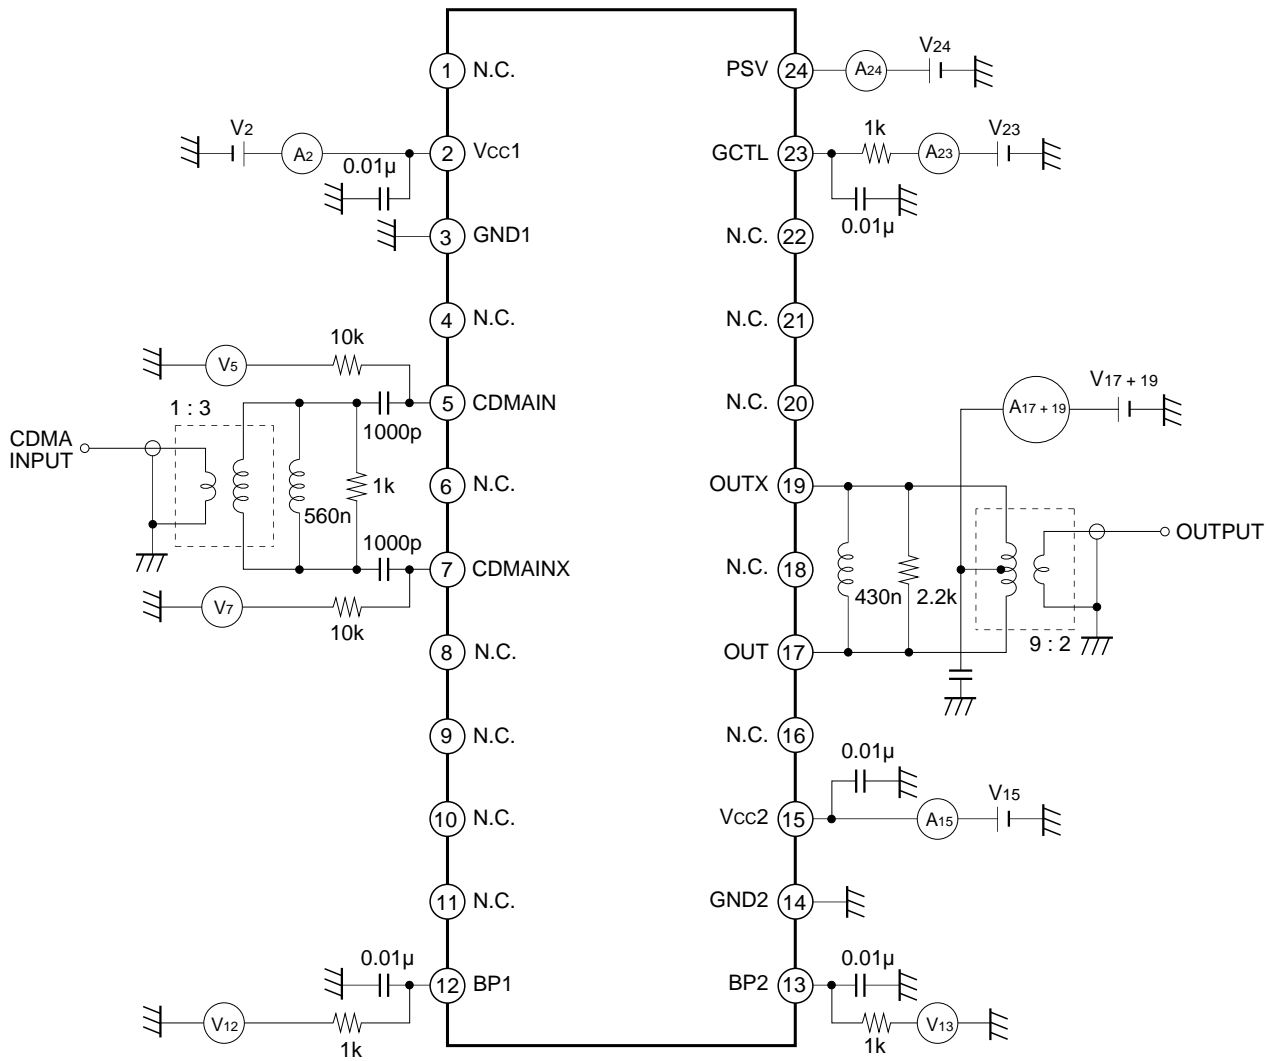 1 N.C.
PSV 24 A24 V24
V2 A2 2 VCC1
0.01µ
GCTL 23 1k A23 V23
0.01µ
3 GND1
N.C. 22
4 N.C.
N.C. 21
V5 10k
1 : 3
5 CDMAIN
1000p
N.C. 20
A17 + 19 V17 + 19
CDMA
INPUT
560n
1k
6 N.C.
OUTX 19
1000p
7 CDMAINX
N.C. 18
430n
2.2k
OUTPUT
V7 10k
8 N.C.
OUT 17
9 : 2
9 N.C.
N.C. 16
0.01µ
10 N.C.
VCC2 15 A15 V15
11 N.C.
GND2 14
0.01µ
12 BP1
V12 1k
BP2 13
0.01µ
1k V13